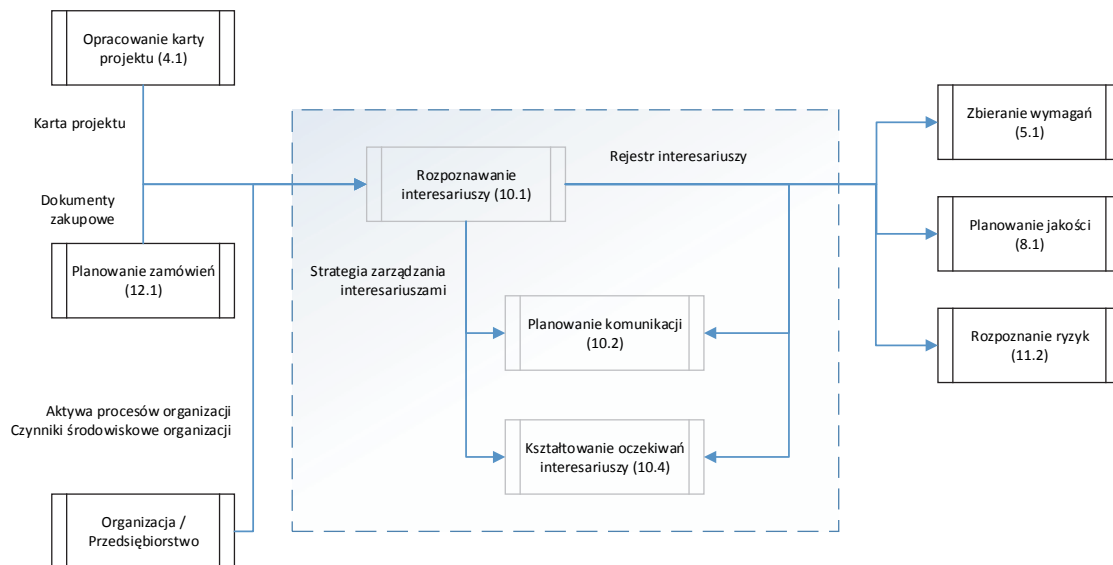 Opracowanie karty
projektu (4.1)
Karta projektu
Dokumenty
zakupowe
Planowanie zamówień
(12.1)
Aktywa procesów organizacji
Czynniki środowiskowe organizacji
Organizacja /
Przedsiębiorstwo
Rozpoznawanie
interesariuszy (10.1)
Rejestr interesariuszy
Strategia zarządzania
interesariuszami
Planowanie komunikacji
(10.2)
Kształtowanie oczekiwań
interesariuszy (10.4)
Zbieranie wymagań
(5.1)
Planowanie jakości
(8.1)
Rozpoznanie ryzyk
(11.2)